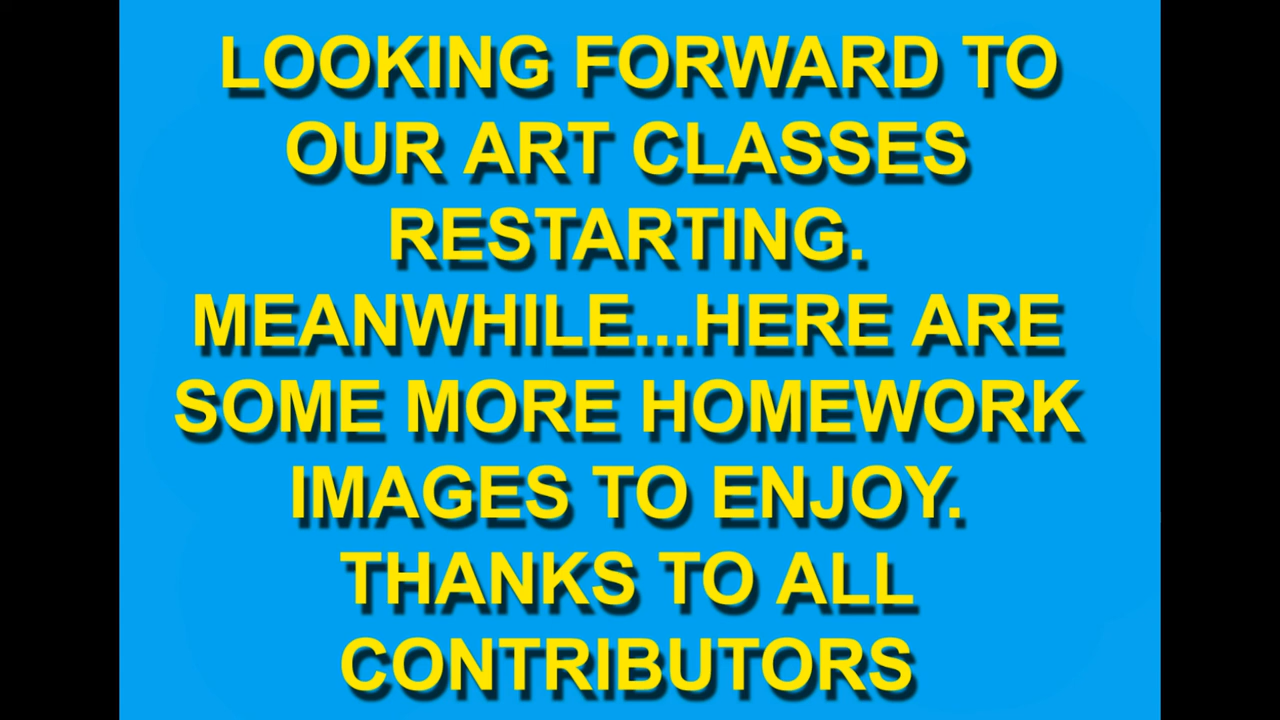 LOOKING FORWARD TO
OUR ART CLASSES
RESTARTING.
MEANWHILE...HERE ARE
SOME MORE HOMEWORK
IMAGES TO ENJOY.
THANKS TO ALL
CONTRIBUTORS